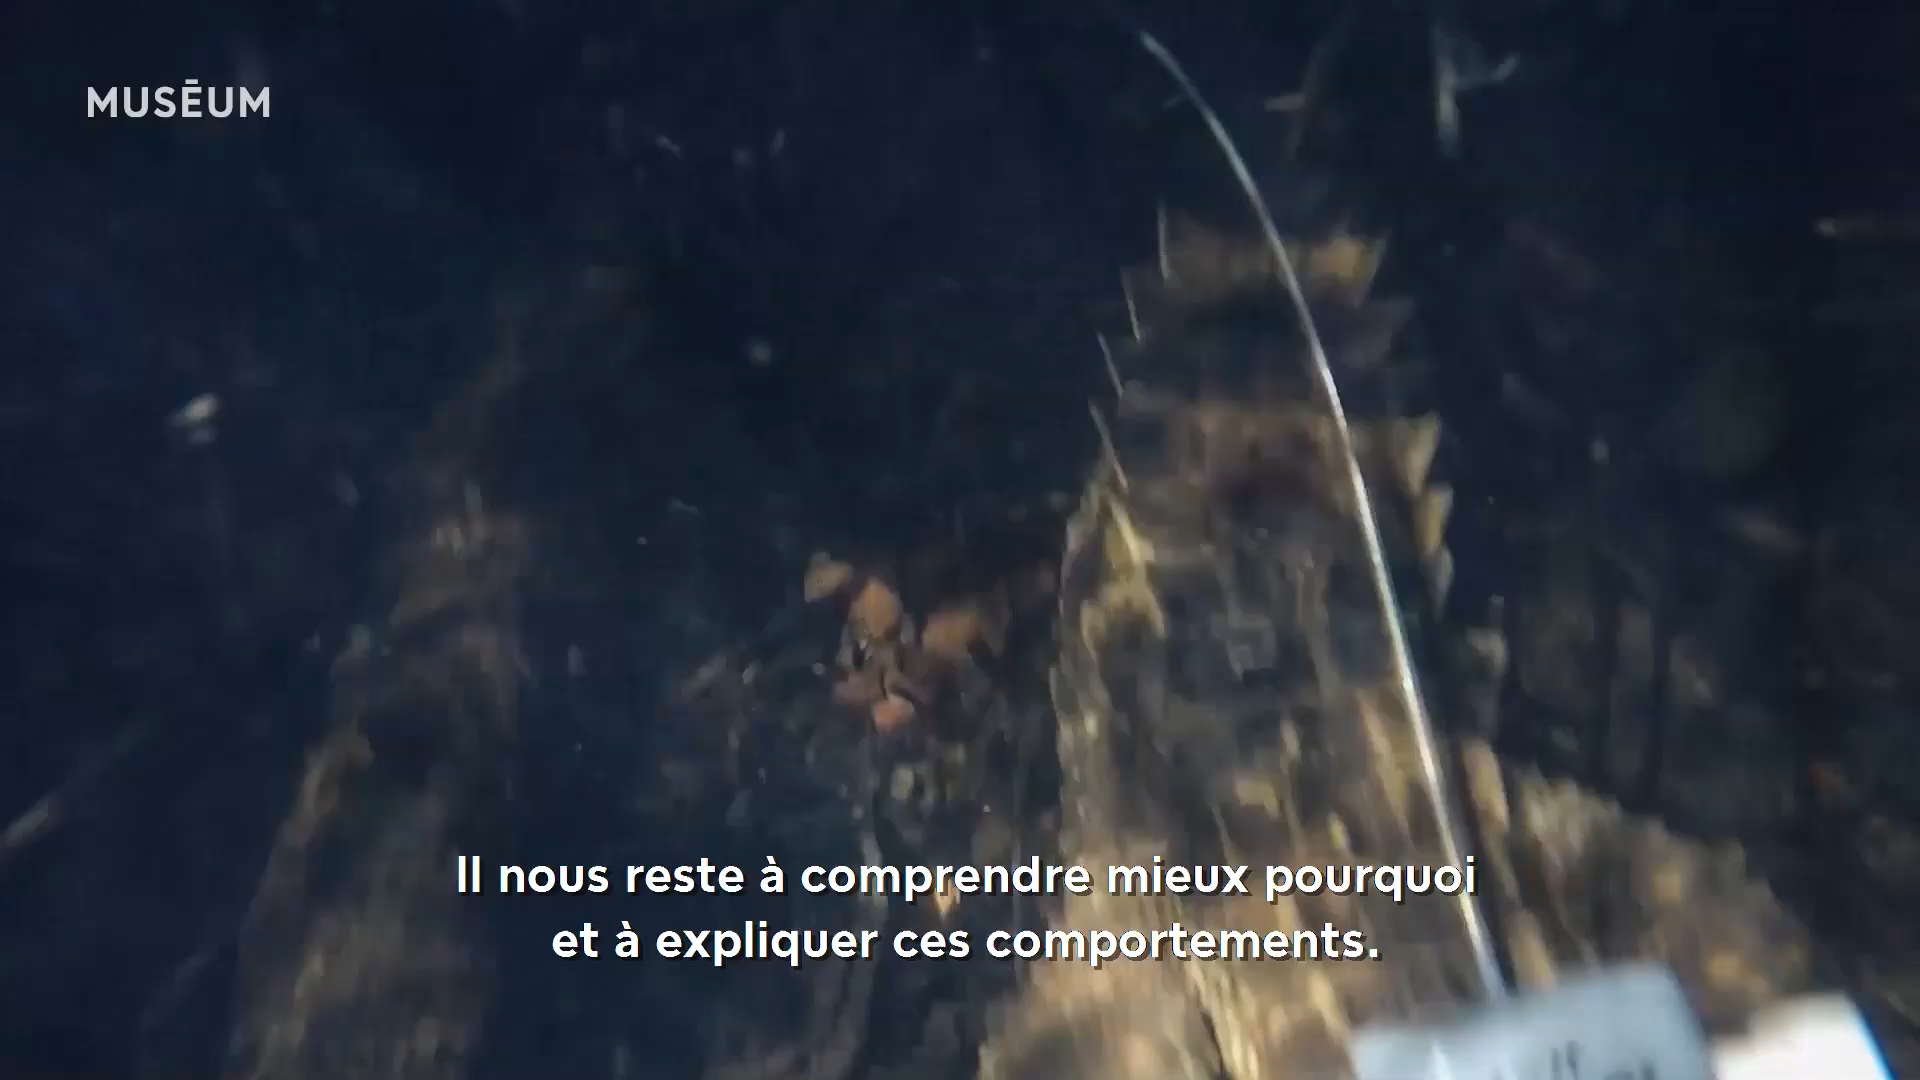 MUSĒUM
Il nous reste à comprendre mieux pourquoi
et à expliquer ces comportements.